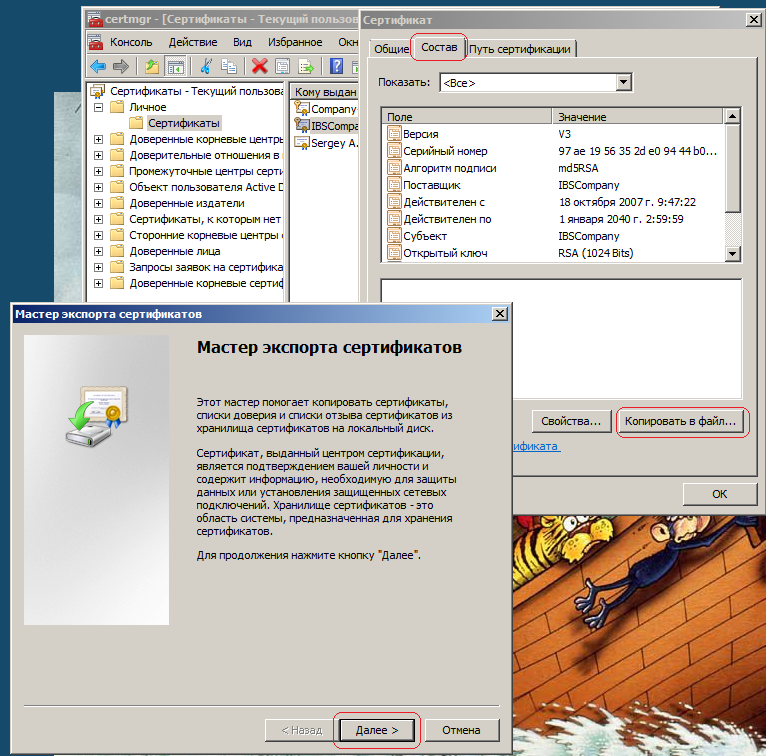 certmgr - [Сертификаты - Текущий пользо
Консоль Действие Вид Избранное Окн
Сертификаты - Текущий пользова
Личное
Сертификаты
Доверенные корневые центры
Доверительные отношения в
Промежуточные центры серти
Объект пользователя Active D
Доверенные издатели
Сертификаты, к которым нет
Сторонние корневые центры
Доверенные лица
Запросы заявок на сертифика
Доверенные корневые сертиф
Кому выдан
Company-
IBSCompa
Sergey A.
Сертификат
Общие Состав Путь сертификации
Показать: <Все>
Поле Значение
Версия V3
Серийный номер 97 ae 19 56 35 2d e0 94 44 b0...
Алгоритм подписи md5RSA
Поставщик IBSCompany
Действителен с 18 октября 2007 г. 9:47:22
Действителен по 1 января 2040 г. 2:59:59
Субъект IBSCompany
Открытый ключ RSA (1024 Bits)
Свойства... Копировать в файл...
ификата
OK
Мастер экспорта сертификатов
Мастер экспорта сертификатов
Этот мастер помогает копировать сертификаты,
списки доверия и списки отзыва сертификатов из
хранилища сертификатов на локальный диск.
Сертификат, выданный центром сертификации,
является подтверждением вашей личности и
содержит информацию, необходимую для защиты
данных или установления защищенных сетевых
подключений. Хранилище сертификатов - это
область системы, предназначенная для хранения
сертификатов.
Для продолжения нажмите кнопку "Далее".
< Назад Далее > Отмена